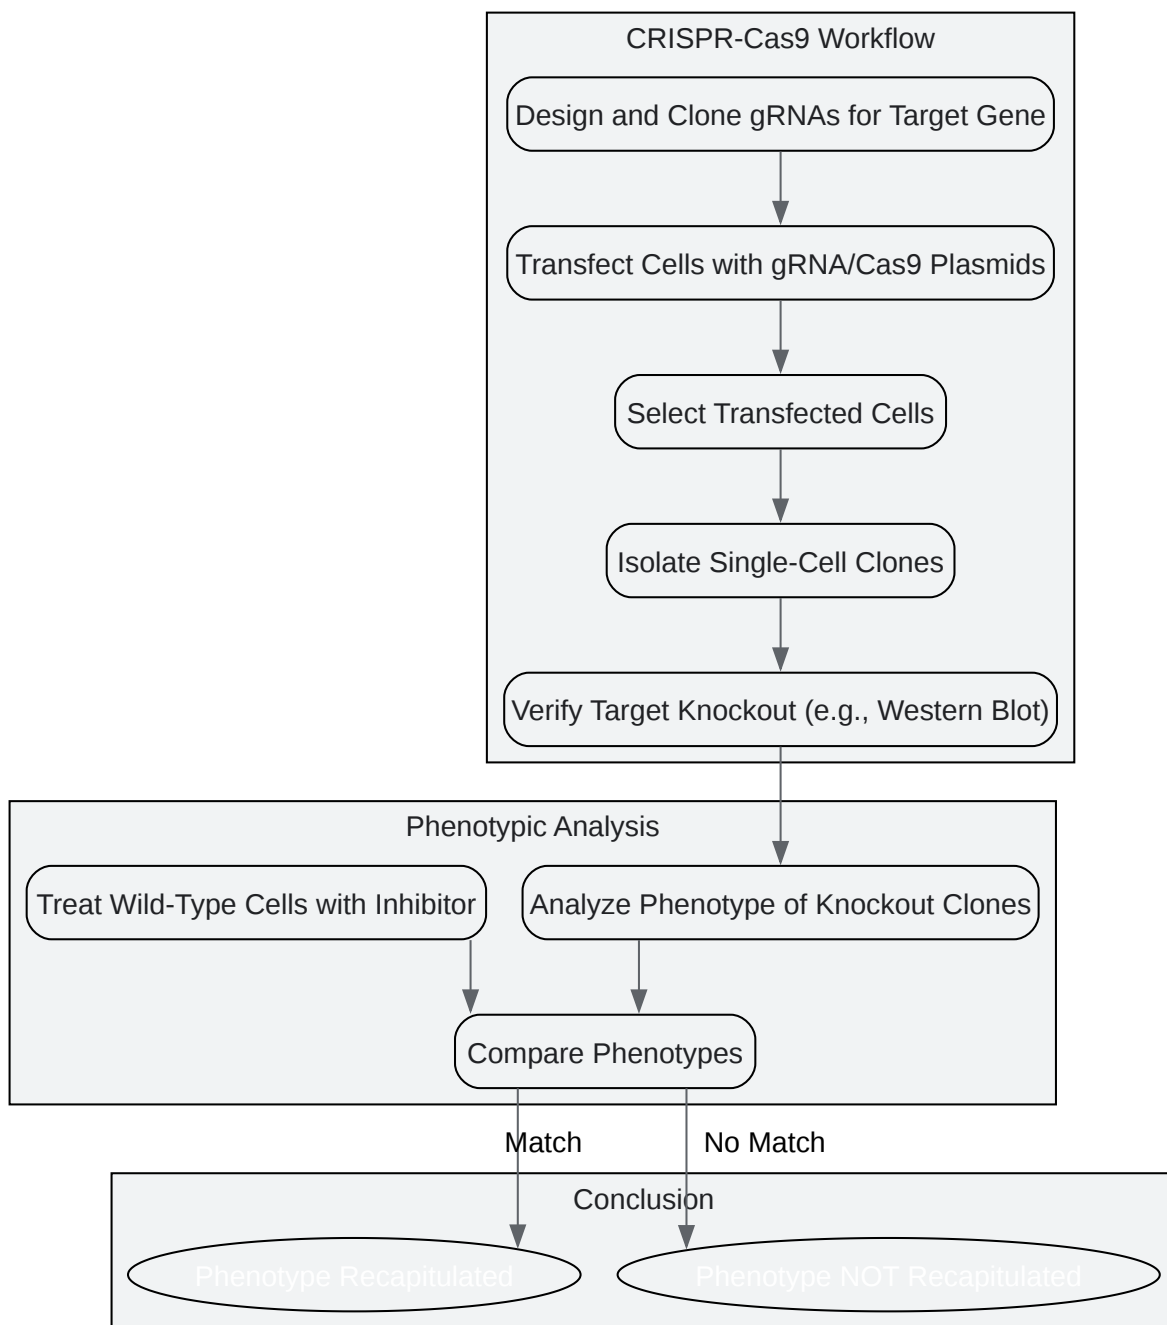 CRISPR-Cas9 Workflow
Design and Clone gRNAs for Target Gene
Transfect Cells with gRNA/Cas9 Plasmids
Select Transfected Cells
Isolate Single-Cell Clones
Verify Target Knockout (e.g., Western Blot)
Phenotypic Analysis
Treat Wild-Type Cells with Inhibitor
Analyze Phenotype of Knockout Clones
Compare Phenotypes
Match
No Match
Conclusion
Phenotype Recapitulated
Phenotype NOT Recapitulated